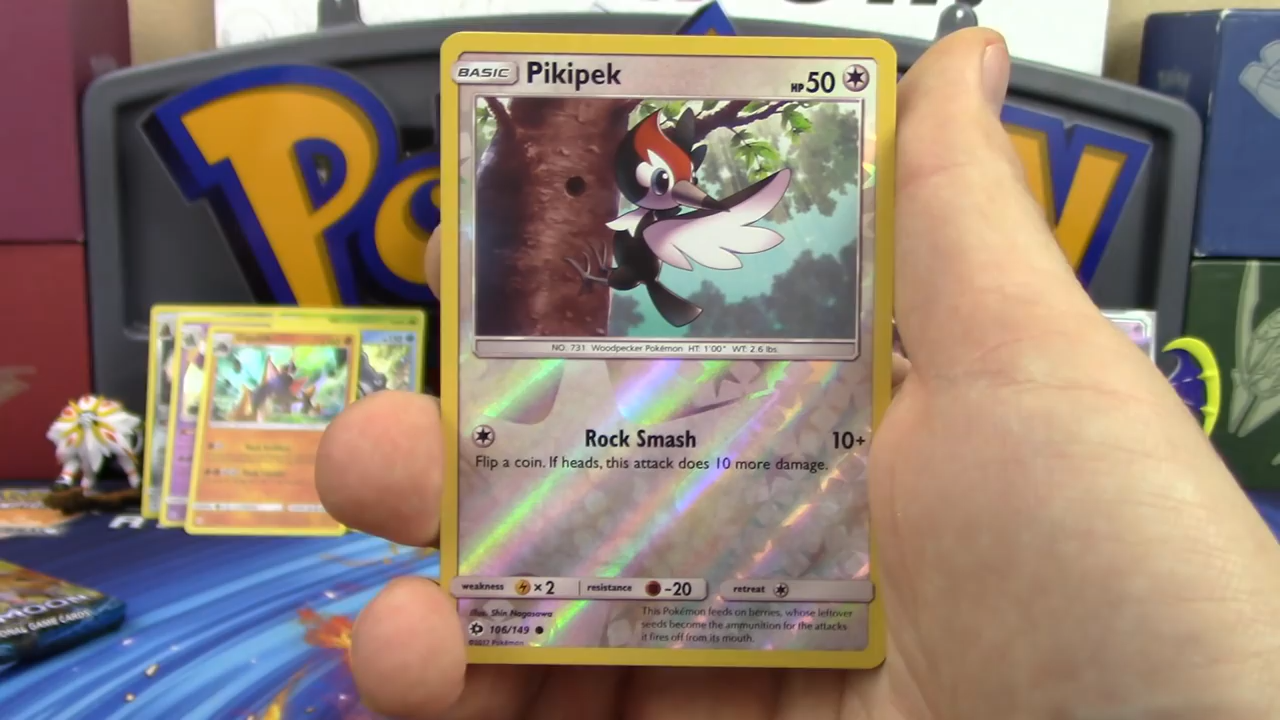 BASIC Pikipek HP 50
NO. 731 Woodpecker Pokémon HT: 1'00" WT: 2.6 lbs.
Rock Smash 10+
Flip a coin. If heads, this attack does 10 more damage.
weakness ×2 resistance -20 retreat
Illus. Shin Nagasawa
106/149
©2017 Pokémon
This Pokémon feeds on berries, whose leftover
seeds become the ammunition for the attacks
it fires off from its mouth.
MOON